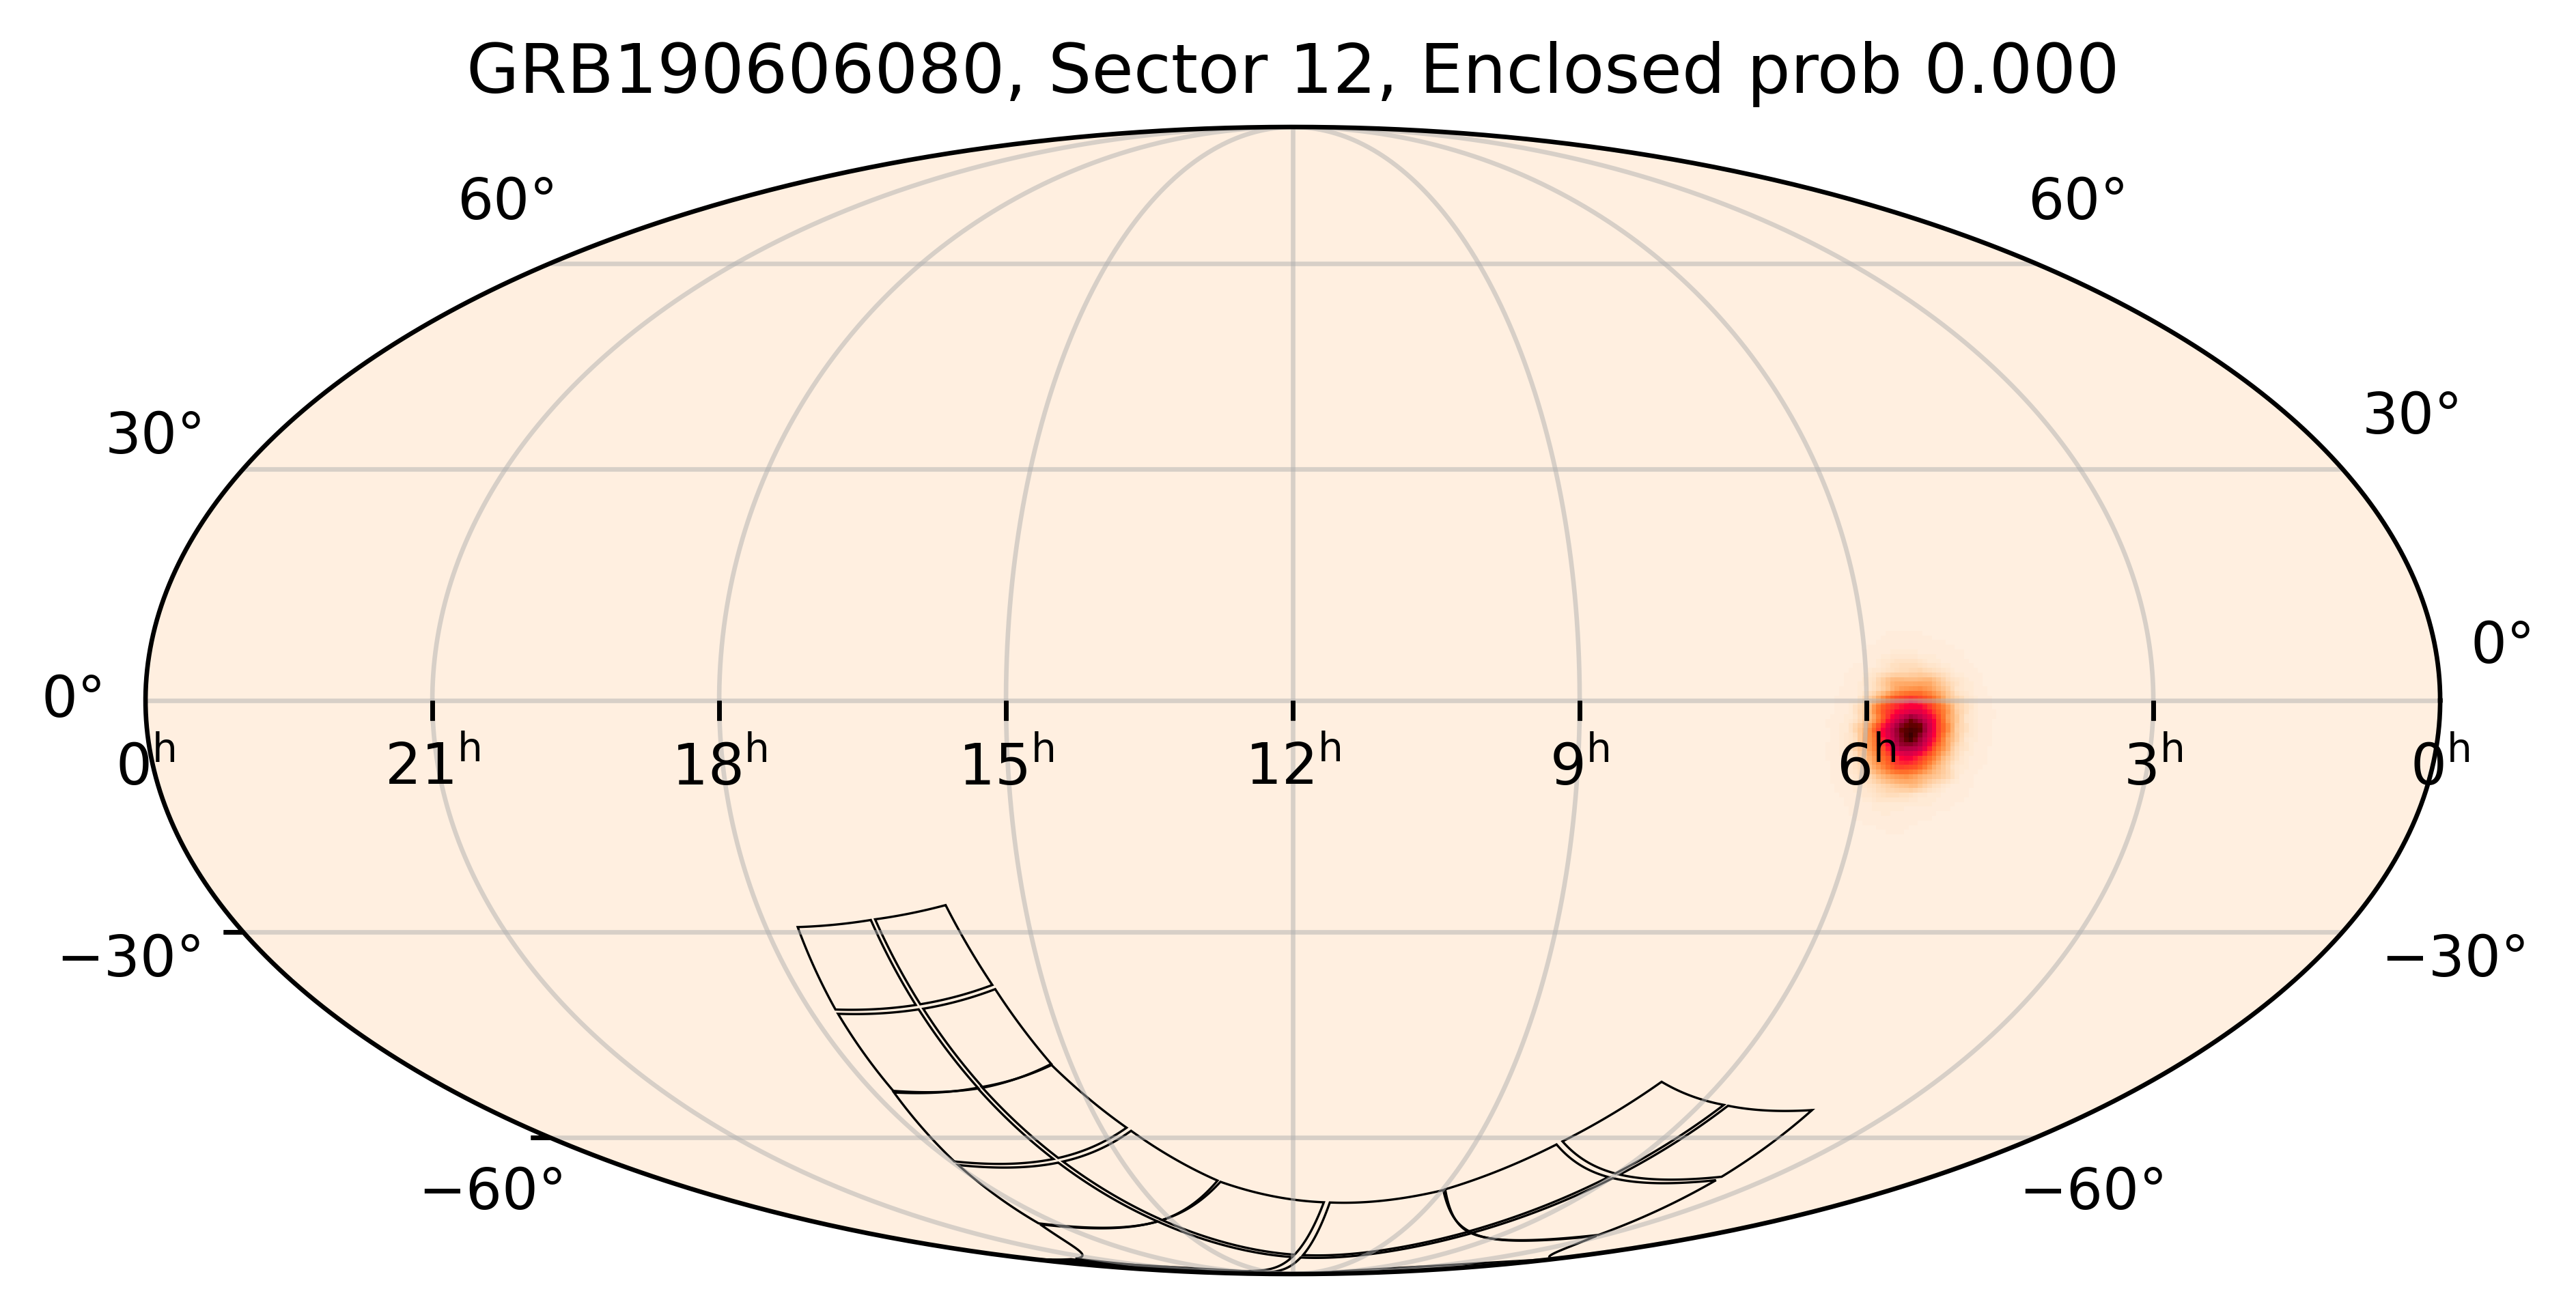 GRB190606080, Sector 12, Enclosed prob 0.000
60° 60°
30° 30°
0° 0°
0ʰ 21ʰ 18ʰ 15ʰ 12ʰ 9ʰ 6ʰ 3ʰ 0ʰ
−30° −30°
−60° −60°